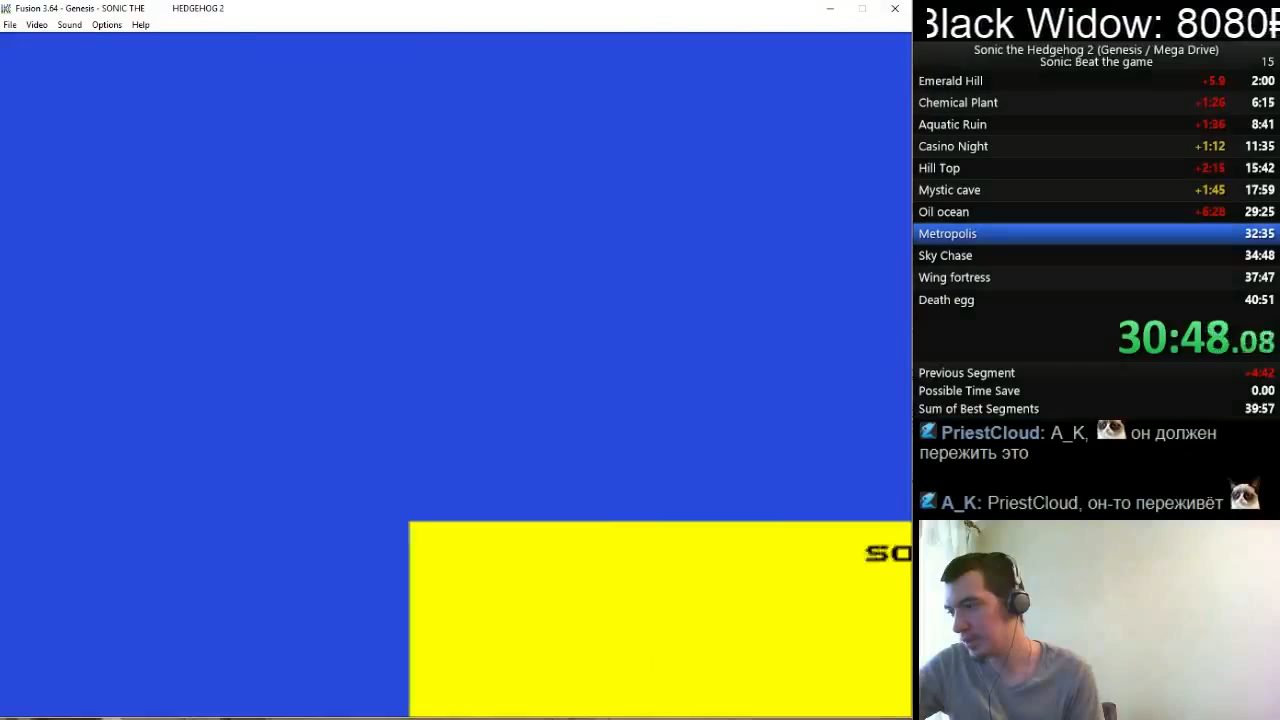 Fusion 3.64 - Genesis - SONIC THE HEDGEHOG 2
File Video Sound Options Help
Black Widow: 8080₽
Sonic the Hedgehog 2 (Genesis / Mega Drive)
Sonic: Beat the game 15
Emerald Hill +5.9 2:00
Chemical Plant +1:26 6:15
Aquatic Ruin +1:36 8:41
Casino Night +1:12 11:35
Hill Top +2:15 15:42
Mystic cave +1:45 17:59
Oil ocean +6:28 29:25
Metropolis 32:35
Sky Chase 34:48
Wing fortress 37:47
Death egg 40:51
30:48.08
Previous Segment +4:42
Possible Time Save 0.00
Sum of Best Segments 39:57
PriestCloud: A_K, он должен
пережить это
A_K: PriestCloud, он-то переживёт
SO